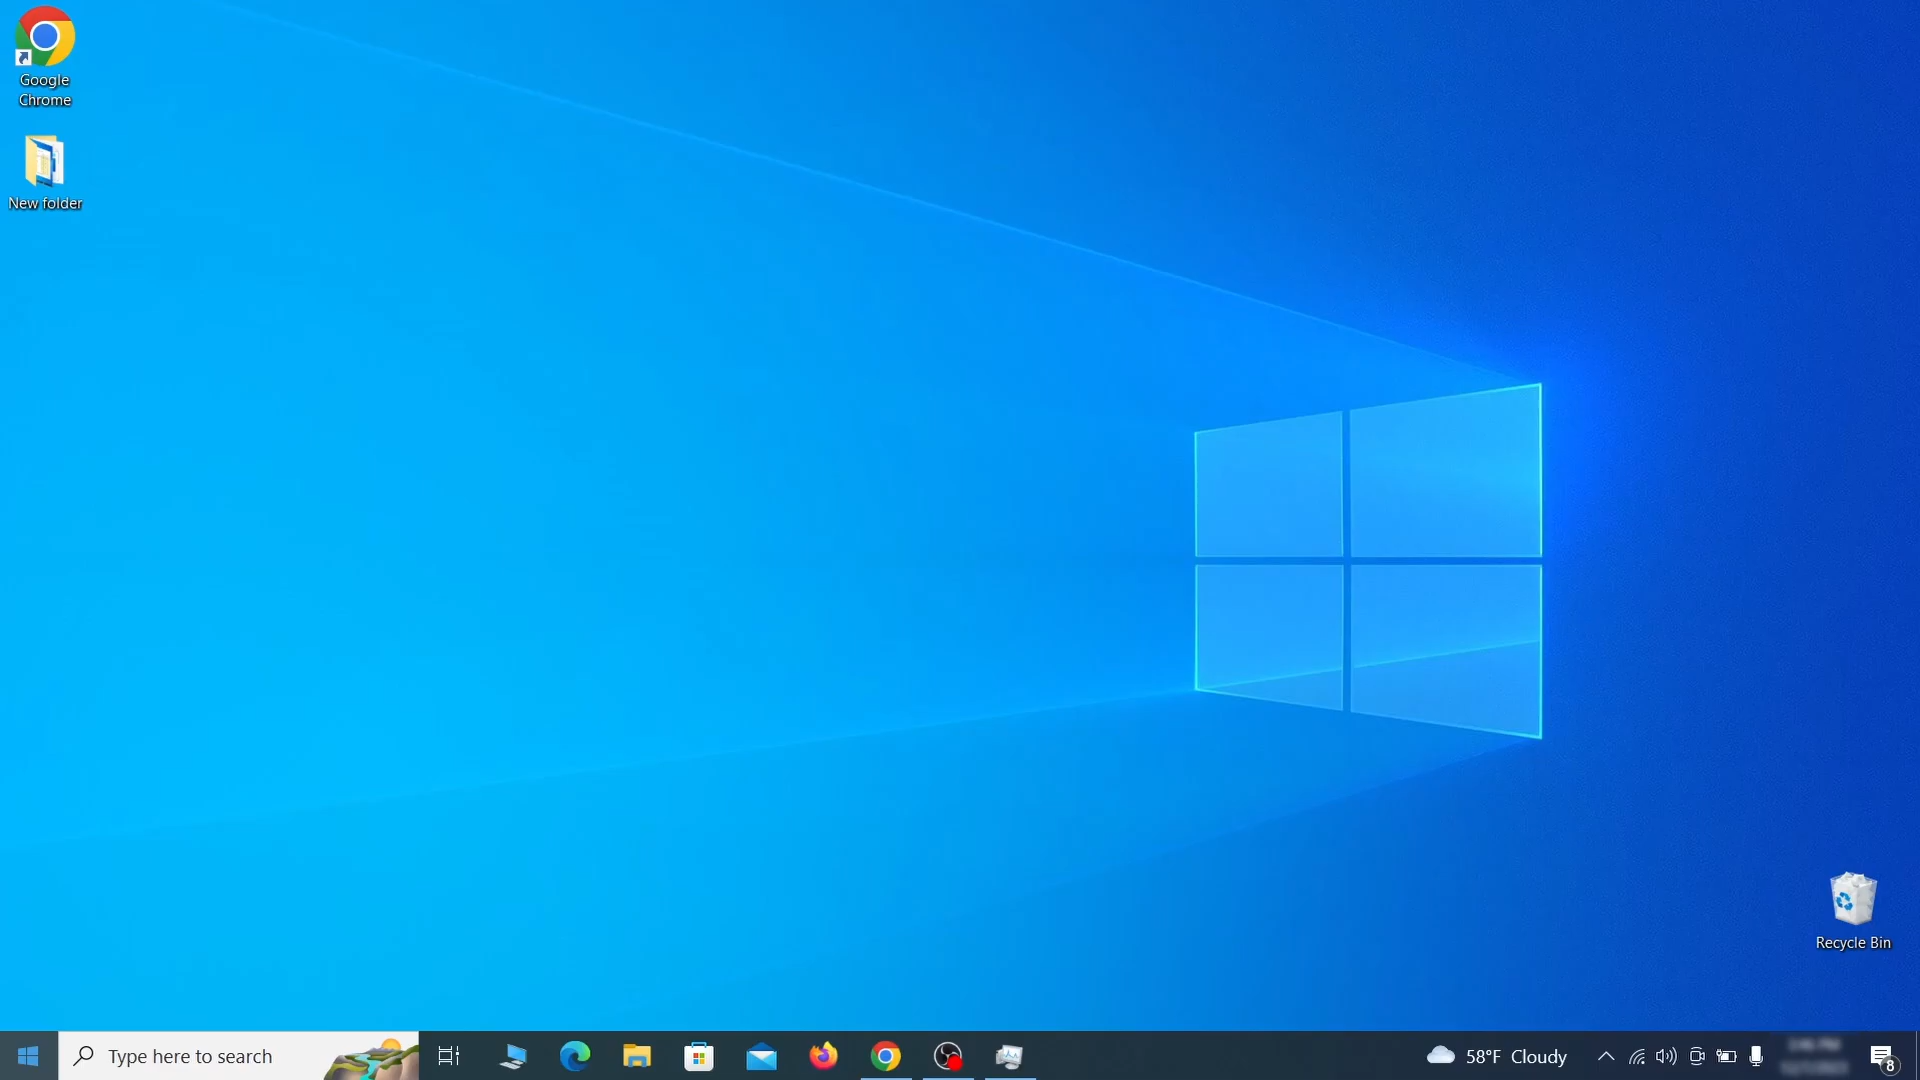 Google
Chrome
New folder
Recycle Bin
Type here to search
58°F Cloudy
8